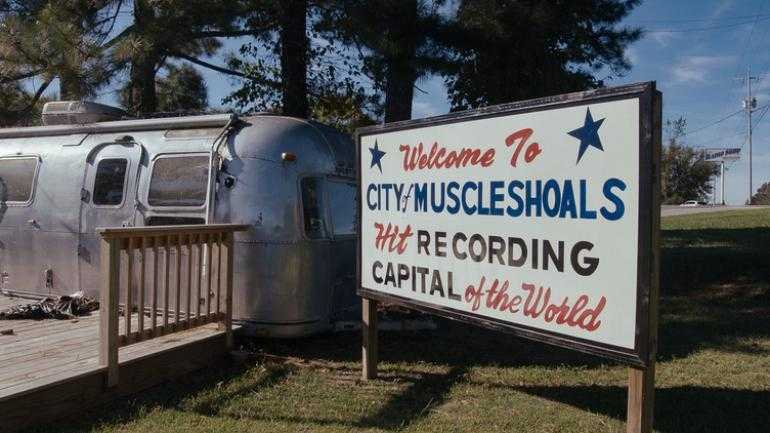 Welcome To
CITY of MUSCLE SHOALS
Hit RECORDING
CAPITAL of the World